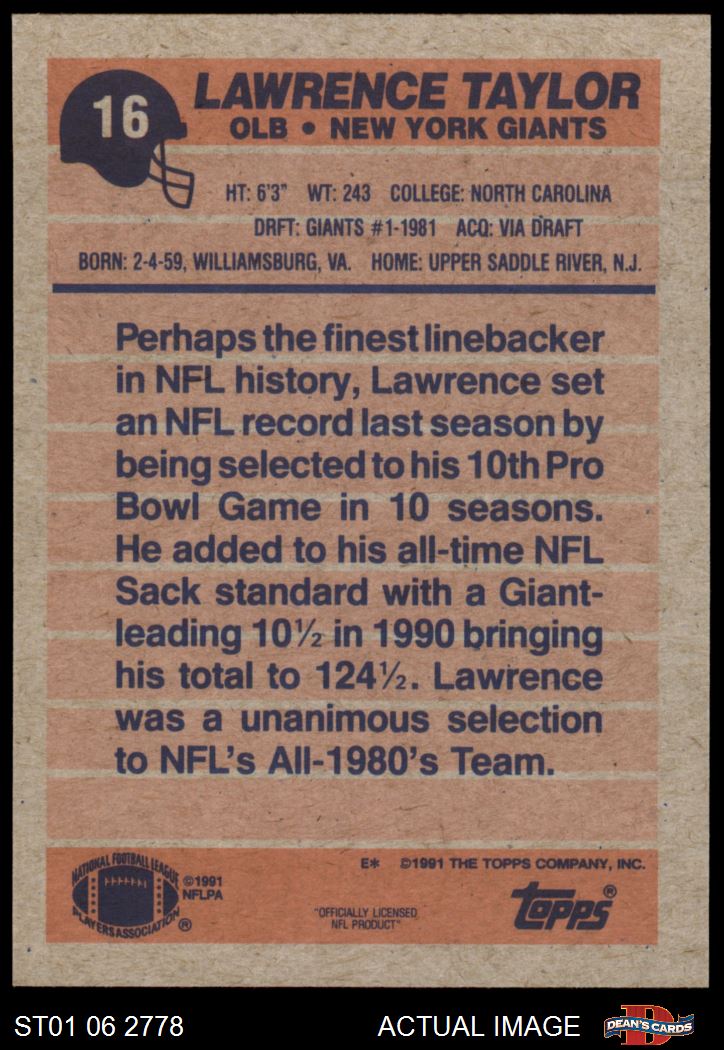 16
LAWRENCE TAYLOR
OLB • NEW YORK GIANTS
HT: 6'3" WT: 243 COLLEGE: NORTH CAROLINA
DRFT: GIANTS #1-1981 ACQ: VIA DRAFT
BORN: 2-4-59, WILLIAMSBURG, VA. HOME: UPPER SADDLE RIVER, N.J.
Perhaps the finest linebacker
in NFL history, Lawrence set
an NFL record last season by
being selected to his 10th Pro
Bowl Game in 10 seasons.
He added to his all-time NFL
Sack standard with a Giant-
leading 10½ in 1990 bringing
his total to 124½. Lawrence
was a unanimous selection
to NFL's All-1980's Team.
NATIONAL FOOTBALL LEAGUE
PLAYERS ASSOCIATION ®
©1991
NFLPA
E* ©1991 THE TOPPS COMPANY, INC.
"OFFICIALLY LICENSED
NFL PRODUCT"
topps®
ST01 06 2778 ACTUAL IMAGE
D
DEAN'S CARDS